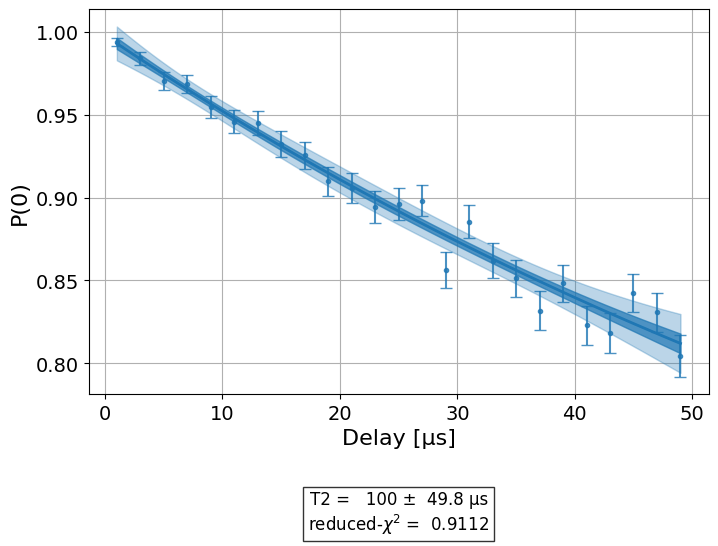 1.00
0.95
0.90
0.85
0.80
P(0)
0 10 20 30 40 50
Delay [μs]
T2 = 100 ± 49.8 μs
reduced-χ² = 0.9112